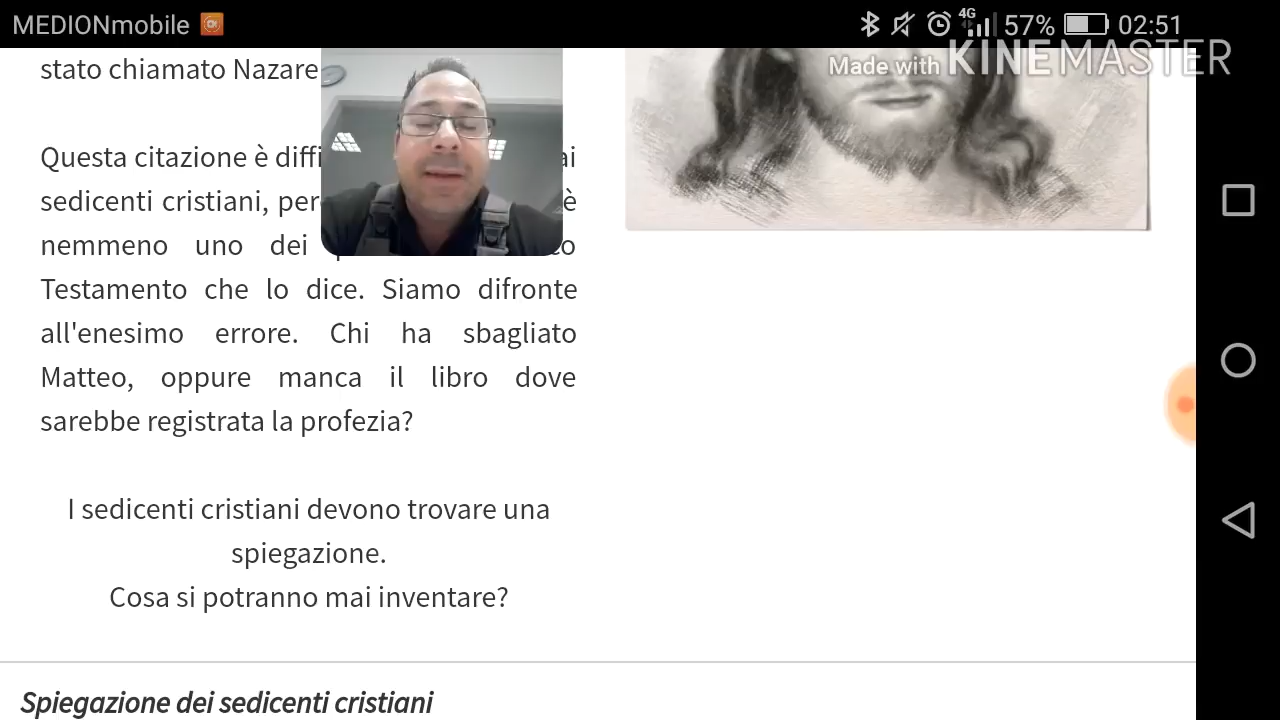 MEDIONmobile
4G
57%
02:51
Made with KINEMASTER
stato chiamato Nazare
Questa citazione è diffi ai
sedicenti cristiani, per è
nemmeno uno dei co
Testamento che lo dice. Siamo difronte
all'enesimo errore. Chi ha sbagliato
Matteo, oppure manca il libro dove
sarebbe registrata la profezia?
I sedicenti cristiani devono trovare una
spiegazione.
Cosa si potranno mai inventare?
Spiegazione dei sedicenti cristiani